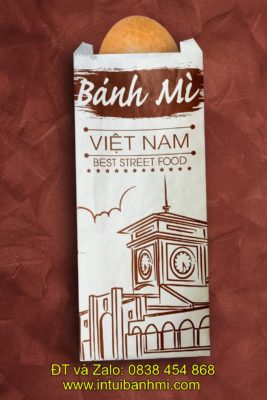 Bánh Mì
VIỆT NAM
BEST STREET FOOD
ĐT và Zalo: 0838 454 868
www.intuibanhmi.com